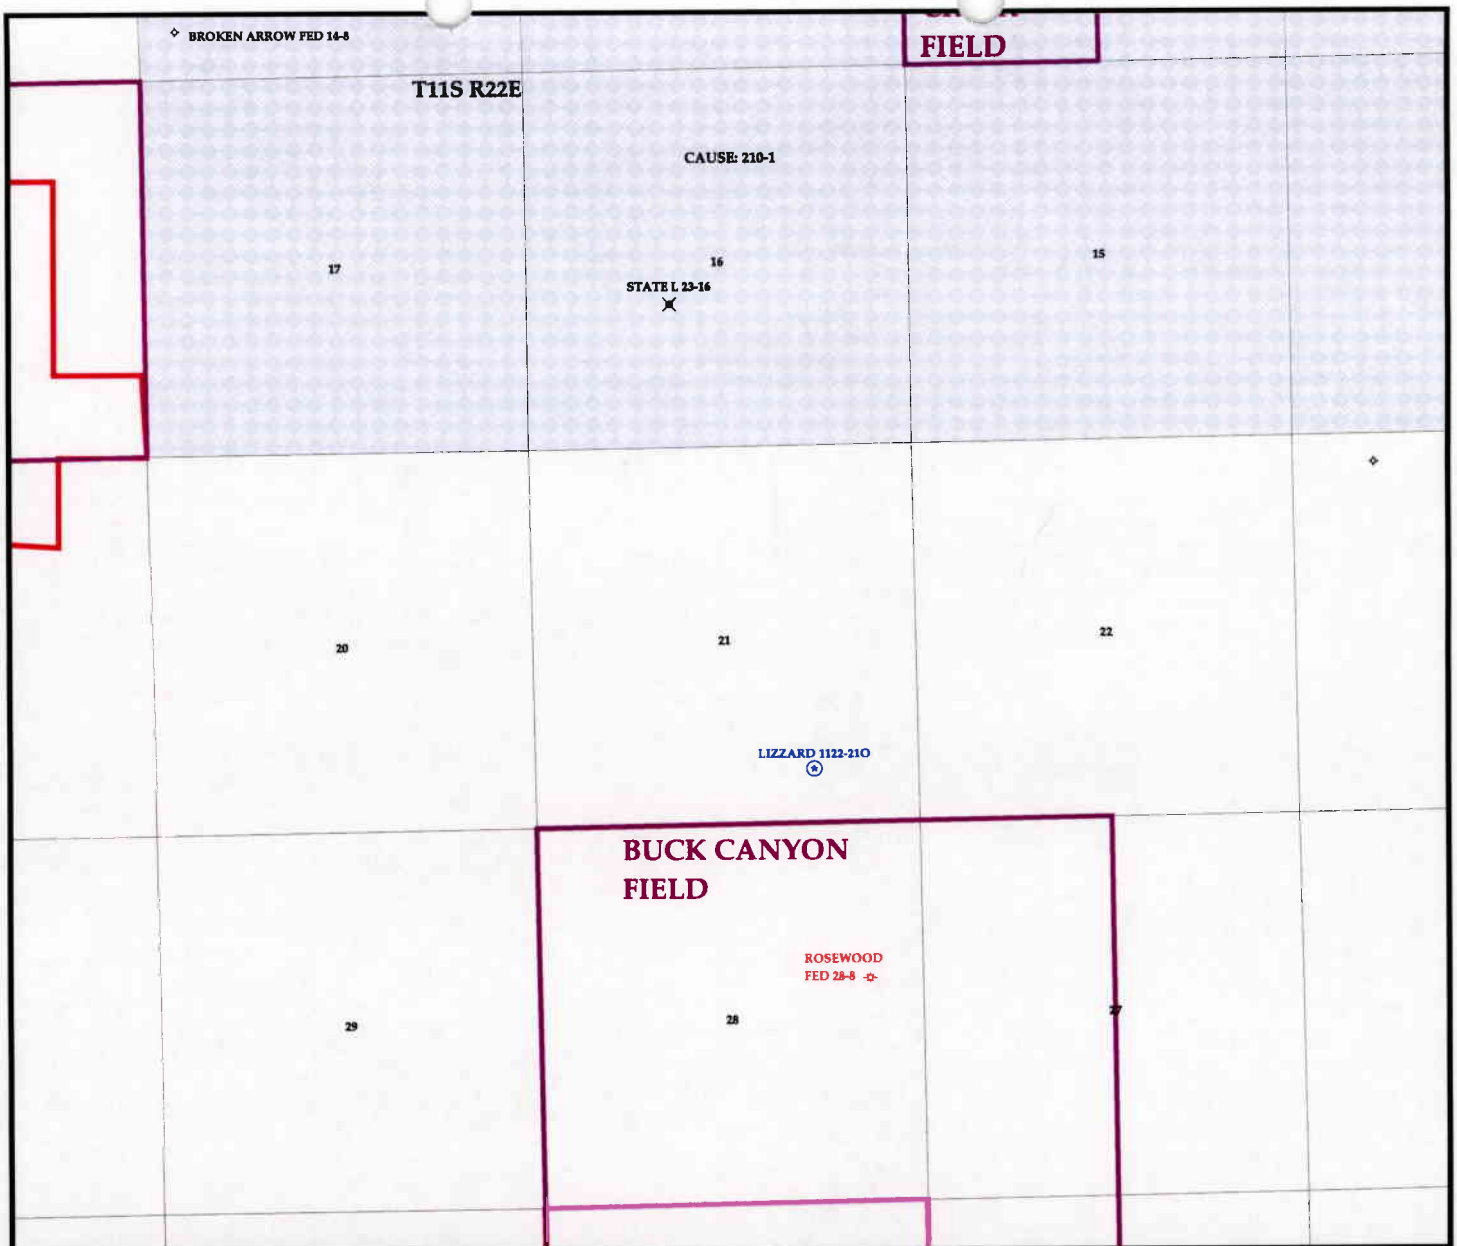 BROKEN ARROW FED 14-8
FIELD
T11S R22E
CAUSE: 210-1
17
16
15
STATE L 23-16
20
21
22
LIZZARD 1122-21O
BUCK CANYON
FIELD
ROSEWOOD
FED 28-8
29
28
27